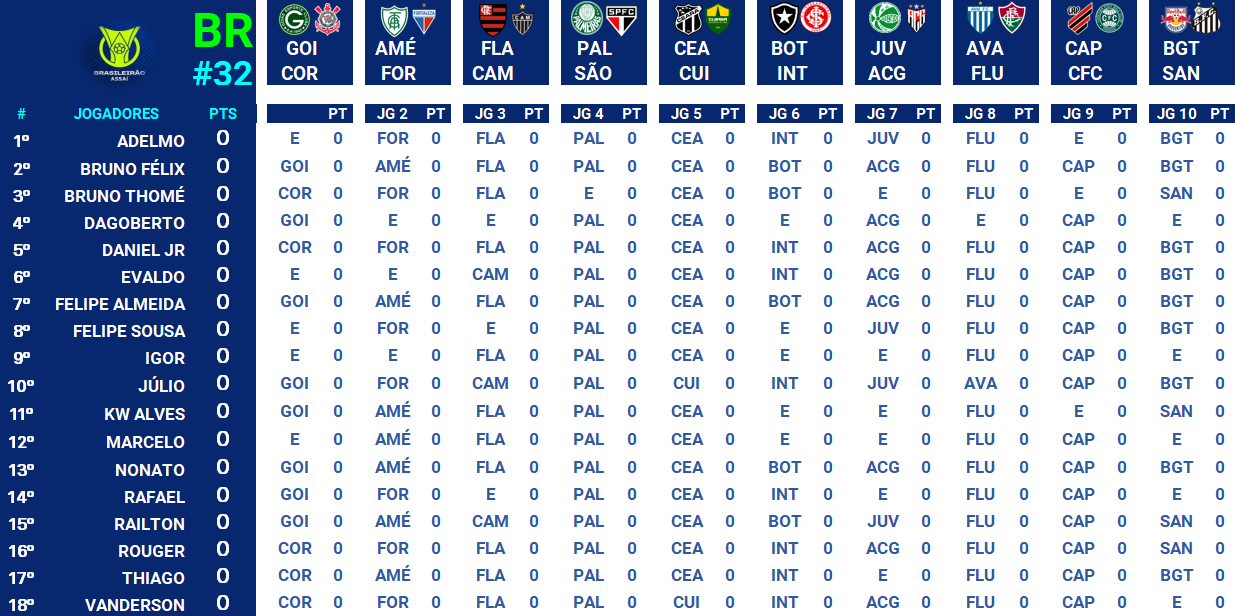 BR
#32
BRASILEIRÃO
ASSAÍ
GOI AMÉ FLA PAL CEA BOT JUV AVA CAP BGT
COR FOR CAM SÃO CUI INT ACG FLU CFC SAN
# JOGADORES PTS PT JG 2 PT JG 3 PT JG 4 PT JG 5 PT JG 6 PT JG 7 PT JG 8 PT JG 9 PT JG 10 PT
1º ADELMO 0 E 0 FOR 0 FLA 0 PAL 0 CEA 0 INT 0 JUV 0 FLU 0 E 0 BGT 0
2º BRUNO FÉLIX 0 GOI 0 AMÉ 0 FLA 0 PAL 0 CEA 0 BOT 0 ACG 0 FLU 0 CAP 0 BGT 0
3º BRUNO THOMÉ 0 COR 0 FOR 0 FLA 0 E 0 CEA 0 BOT 0 E 0 FLU 0 E 0 SAN 0
4º DAGOBERTO 0 GOI 0 E 0 E 0 PAL 0 CEA 0 E 0 ACG 0 E 0 CAP 0 E 0
5º DANIEL JR 0 COR 0 FOR 0 FLA 0 PAL 0 CEA 0 INT 0 ACG 0 FLU 0 CAP 0 BGT 0
6º EVALDO 0 E 0 E 0 CAM 0 PAL 0 CEA 0 INT 0 ACG 0 FLU 0 CAP 0 BGT 0
7º FELIPE ALMEIDA 0 GOI 0 AMÉ 0 FLA 0 PAL 0 CEA 0 BOT 0 ACG 0 FLU 0 CAP 0 BGT 0
8º FELIPE SOUSA 0 E 0 FOR 0 E 0 PAL 0 CEA 0 E 0 JUV 0 FLU 0 CAP 0 BGT 0
9º IGOR 0 E 0 E 0 FLA 0 PAL 0 CEA 0 E 0 E 0 FLU 0 CAP 0 E 0
10º JÚLIO 0 GOI 0 FOR 0 CAM 0 PAL 0 CUI 0 INT 0 JUV 0 AVA 0 CAP 0 BGT 0
11º KW ALVES 0 GOI 0 AMÉ 0 FLA 0 PAL 0 CEA 0 E 0 E 0 FLU 0 E 0 SAN 0
12º MARCELO 0 E 0 AMÉ 0 FLA 0 PAL 0 CEA 0 E 0 E 0 FLU 0 CAP 0 E 0
13º NONATO 0 GOI 0 AMÉ 0 FLA 0 PAL 0 CEA 0 BOT 0 ACG 0 FLU 0 CAP 0 BGT 0
14º RAFAEL 0 GOI 0 FOR 0 E 0 PAL 0 CEA 0 INT 0 E 0 FLU 0 CAP 0 E 0
15º RAILTON 0 GOI 0 AMÉ 0 CAM 0 PAL 0 CEA 0 BOT 0 JUV 0 FLU 0 CAP 0 SAN 0
16º ROUGER 0 COR 0 FOR 0 FLA 0 PAL 0 CEA 0 INT 0 ACG 0 FLU 0 CAP 0 SAN 0
17º THIAGO 0 COR 0 AMÉ 0 FLA 0 PAL 0 CEA 0 INT 0 E 0 FLU 0 CAP 0 BGT 0
18º VANDERSON 0 COR 0 FOR 0 FLA 0 PAL 0 CUI 0 INT 0 ACG 0 FLU 0 CAP 0 E 0